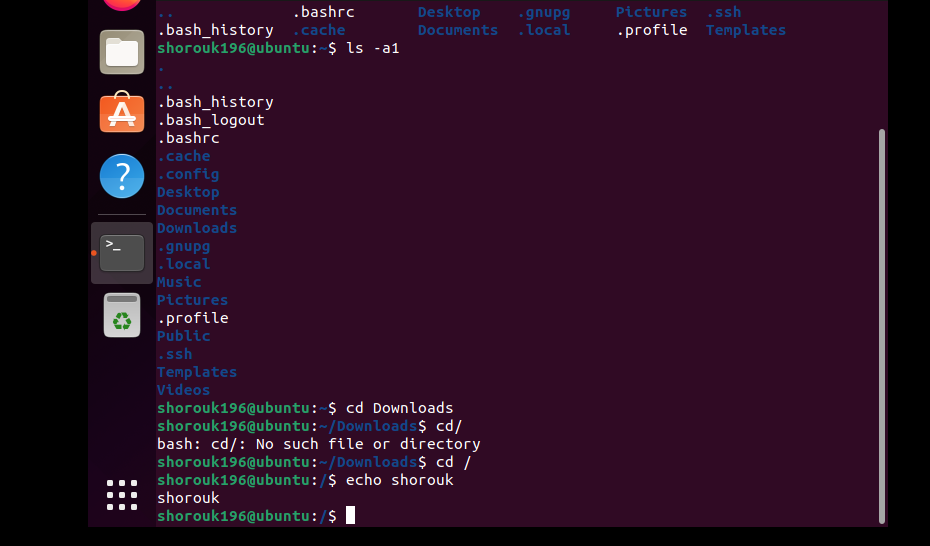 ..             .bashrc       Desktop    .gnupg     Pictures  .ssh
.bash_history  .cache        Documents  .local     .profile  Templates
shorouk196@ubuntu:~$ ls -a1
.
..
.bash_history
.bash_logout
.bashrc
.cache
.config
Desktop
Documents
Downloads
.gnupg
.local
Music
Pictures
.profile
Public
.ssh
Templates
Videos
shorouk196@ubuntu:~$ cd Downloads
shorouk196@ubuntu:~/Downloads$ cd/
bash: cd/: No such file or directory
shorouk196@ubuntu:~/Downloads$ cd /
shorouk196@ubuntu:/$ echo shorouk
shorouk
shorouk196@ubuntu:/$